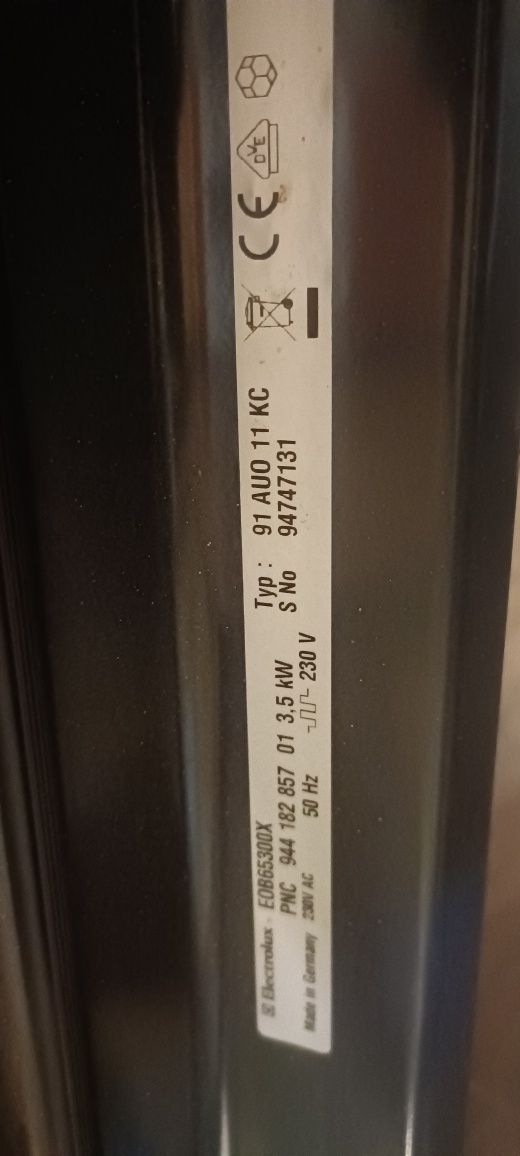 Electrolux EOB65300X
PNC 944 182 857 01 3,5 kW
Made in Germany 230V AC 50 Hz 230 V
Typ : 91 AUO 11 KC
S No 94747131
CE
DVE